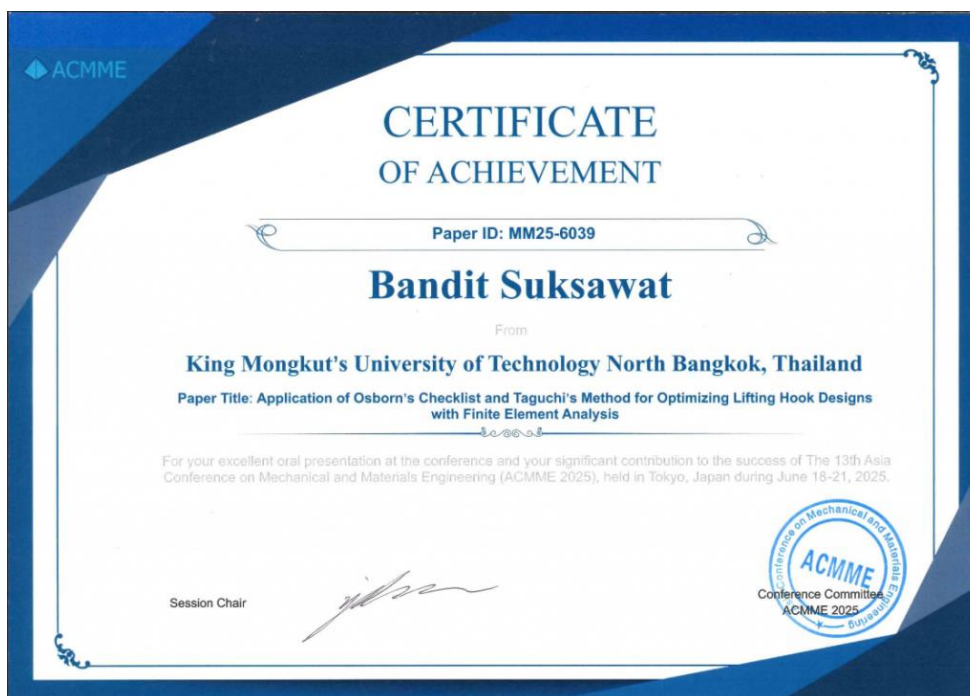 ACMME
CERTIFICATE
OF ACHIEVEMENT
Paper ID: MM25-6039
Bandit Suksawat
From
King Mongkut's University of Technology North Bangkok, Thailand
Paper Title: Application of Osborn's Checklist and Taguchi's Method for Optimizing Lifting Hook Designs
with Finite Element Analysis
For your excellent oral presentation at the conference and your significant contribution to the success of The 13th Asia
Conference on Mechanical and Materials Engineering (ACMME 2025), held in Tokyo, Japan during June 18-21, 2025.
Session Chair
Conference on Mechanical and Materials Engineering
ACMME
Conference Committee
ACMME 2025